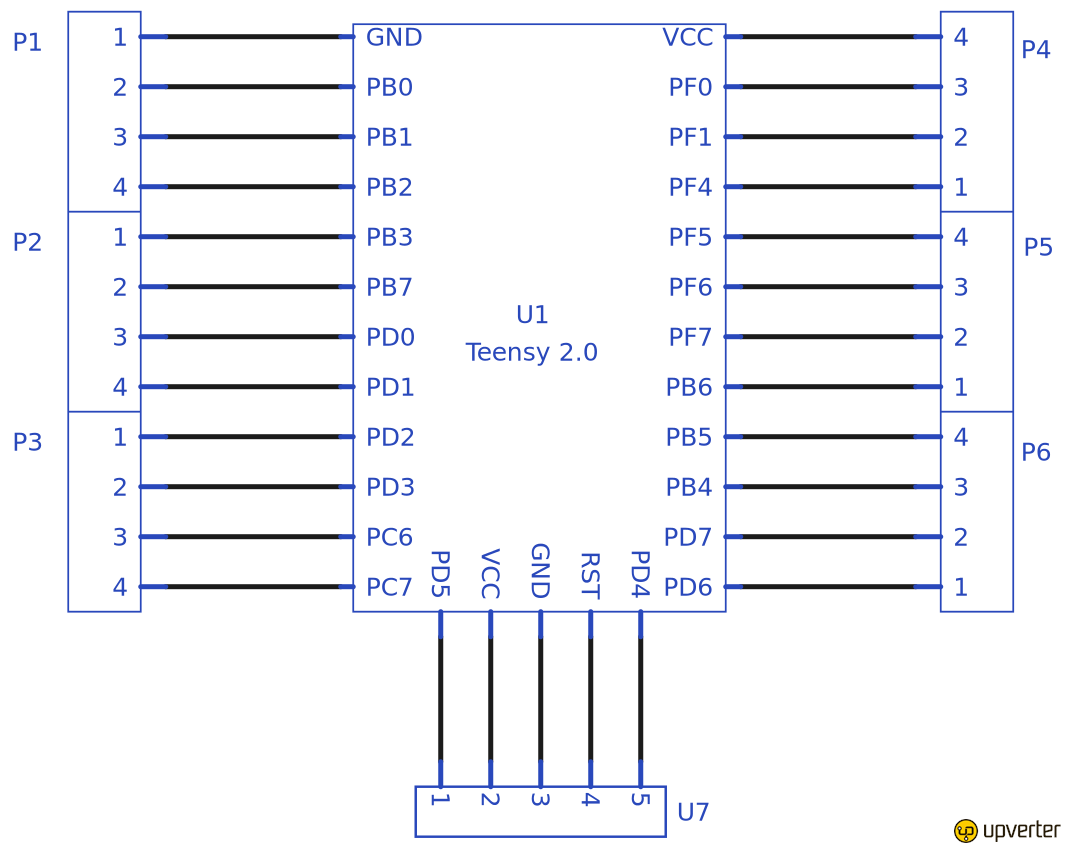 P1 1 GND VCC 4 P4
2 PB0 PF0 3
3 PB1 PF1 2
4 PB2 PF4 1
P2 1 PB3 PF5 4 P5
2 PB7 PF6 3
U1
3 PD0 PF7 2
Teensy 2.0
4 PD1 PB6 1
P3 1 PD2 PB5 4 P6
2 PD3 PB4 3
3 PC6 PD7 2
4 PC7 PD6 1
PD5 VCC GND RST PD4
1 2 3 4 5 U7
upverter